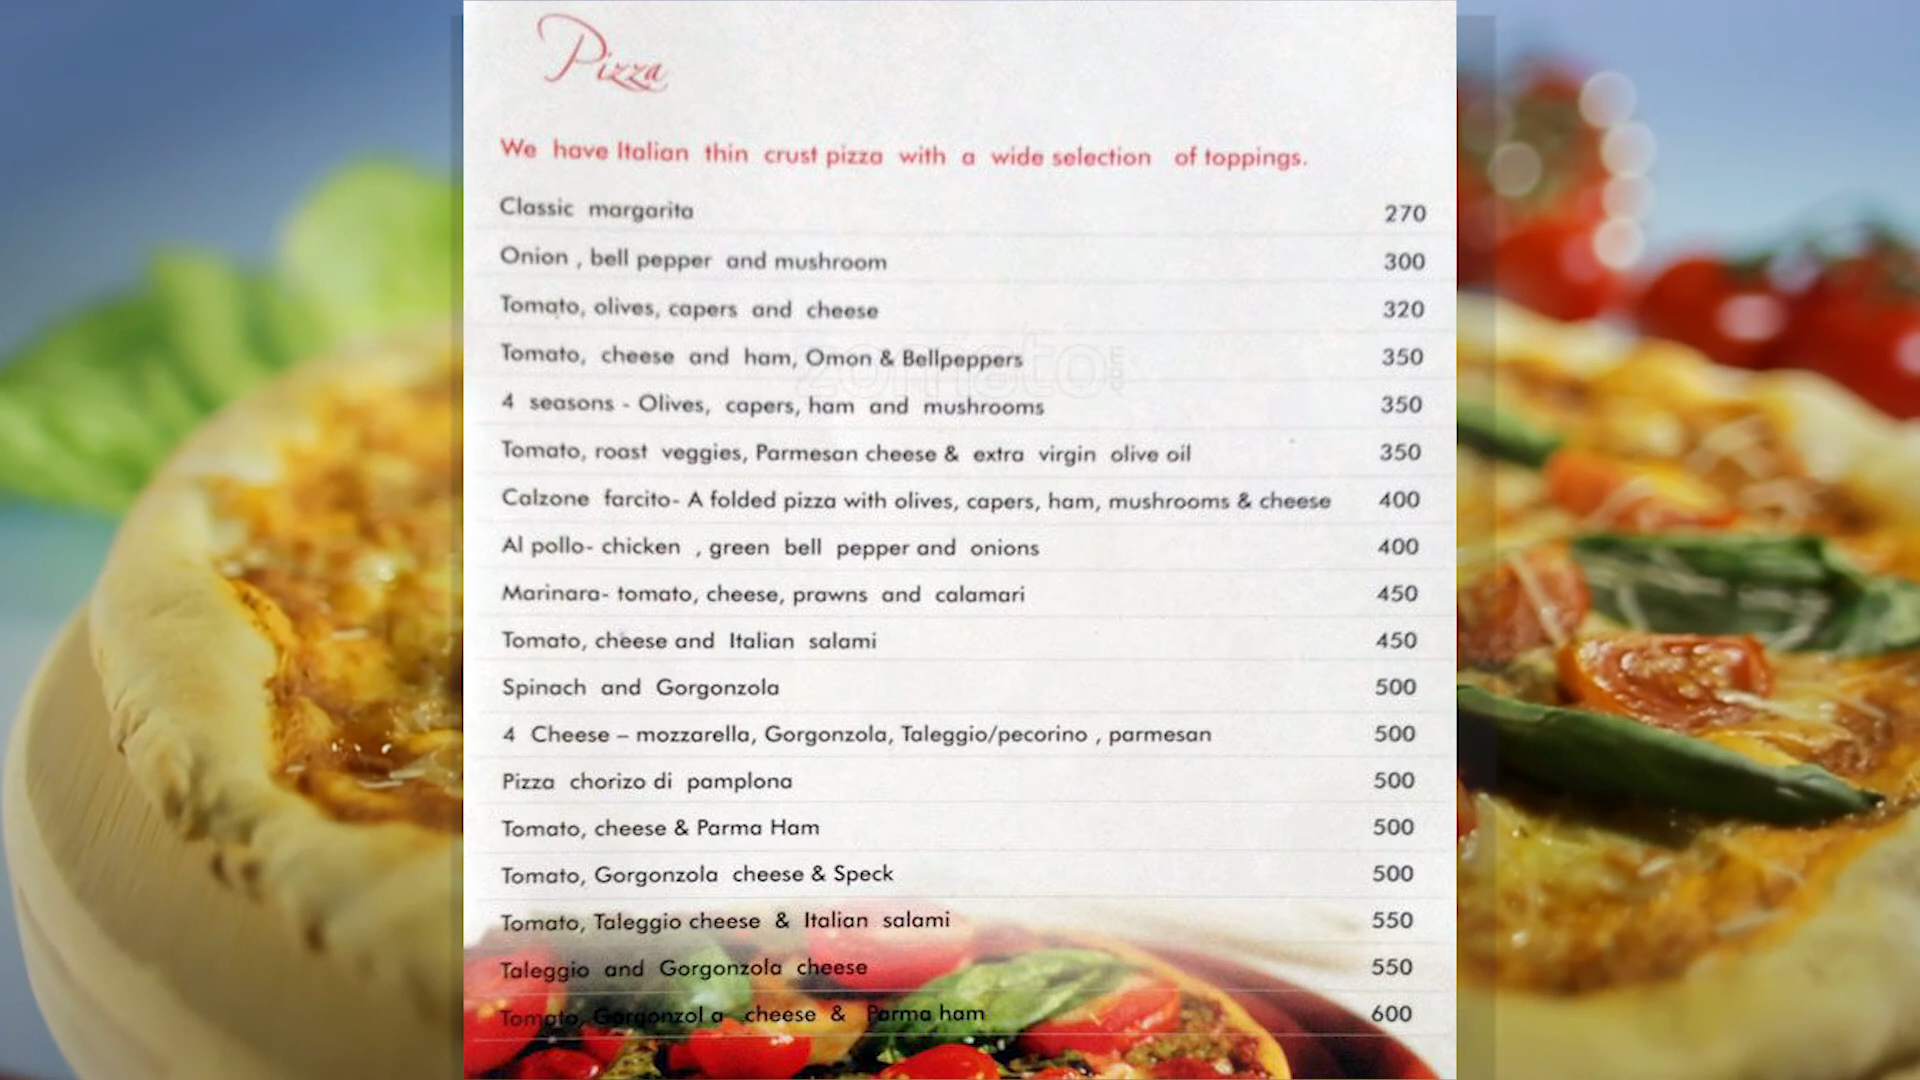 Pizza
We have Italian thin crust pizza with a wide selection of toppings.
Classic margarita 270
Onion , bell pepper and mushroom 300
Tomato, olives, capers and cheese 320
Tomato, cheese and ham, Omon & Bellpeppers 350
zomato
4 seasons - Olives, capers, ham and mushrooms 350
Tomato, roast veggies, Parmesan cheese & extra virgin olive oil 350
Calzone farcito- A folded pizza with olives, capers, ham, mushrooms & cheese 400
Al pollo- chicken , green bell pepper and onions 400
Marinara- tomato, cheese, prawns and calamari 450
Tomato, cheese and Italian salami 450
Spinach and Gorgonzola 500
4 Cheese – mozzarella, Gorgonzola, Taleggio/pecorino , parmesan 500
Pizza chorizo di pamplona 500
Tomato, cheese & Parma Ham 500
Tomato, Gorgonzola cheese & Speck 500
Tomato, Taleggio cheese & Italian salami 550
Taleggio and Gorgonzola cheese 550
Tomato, Gorgonzol a cheese & Parma ham 600